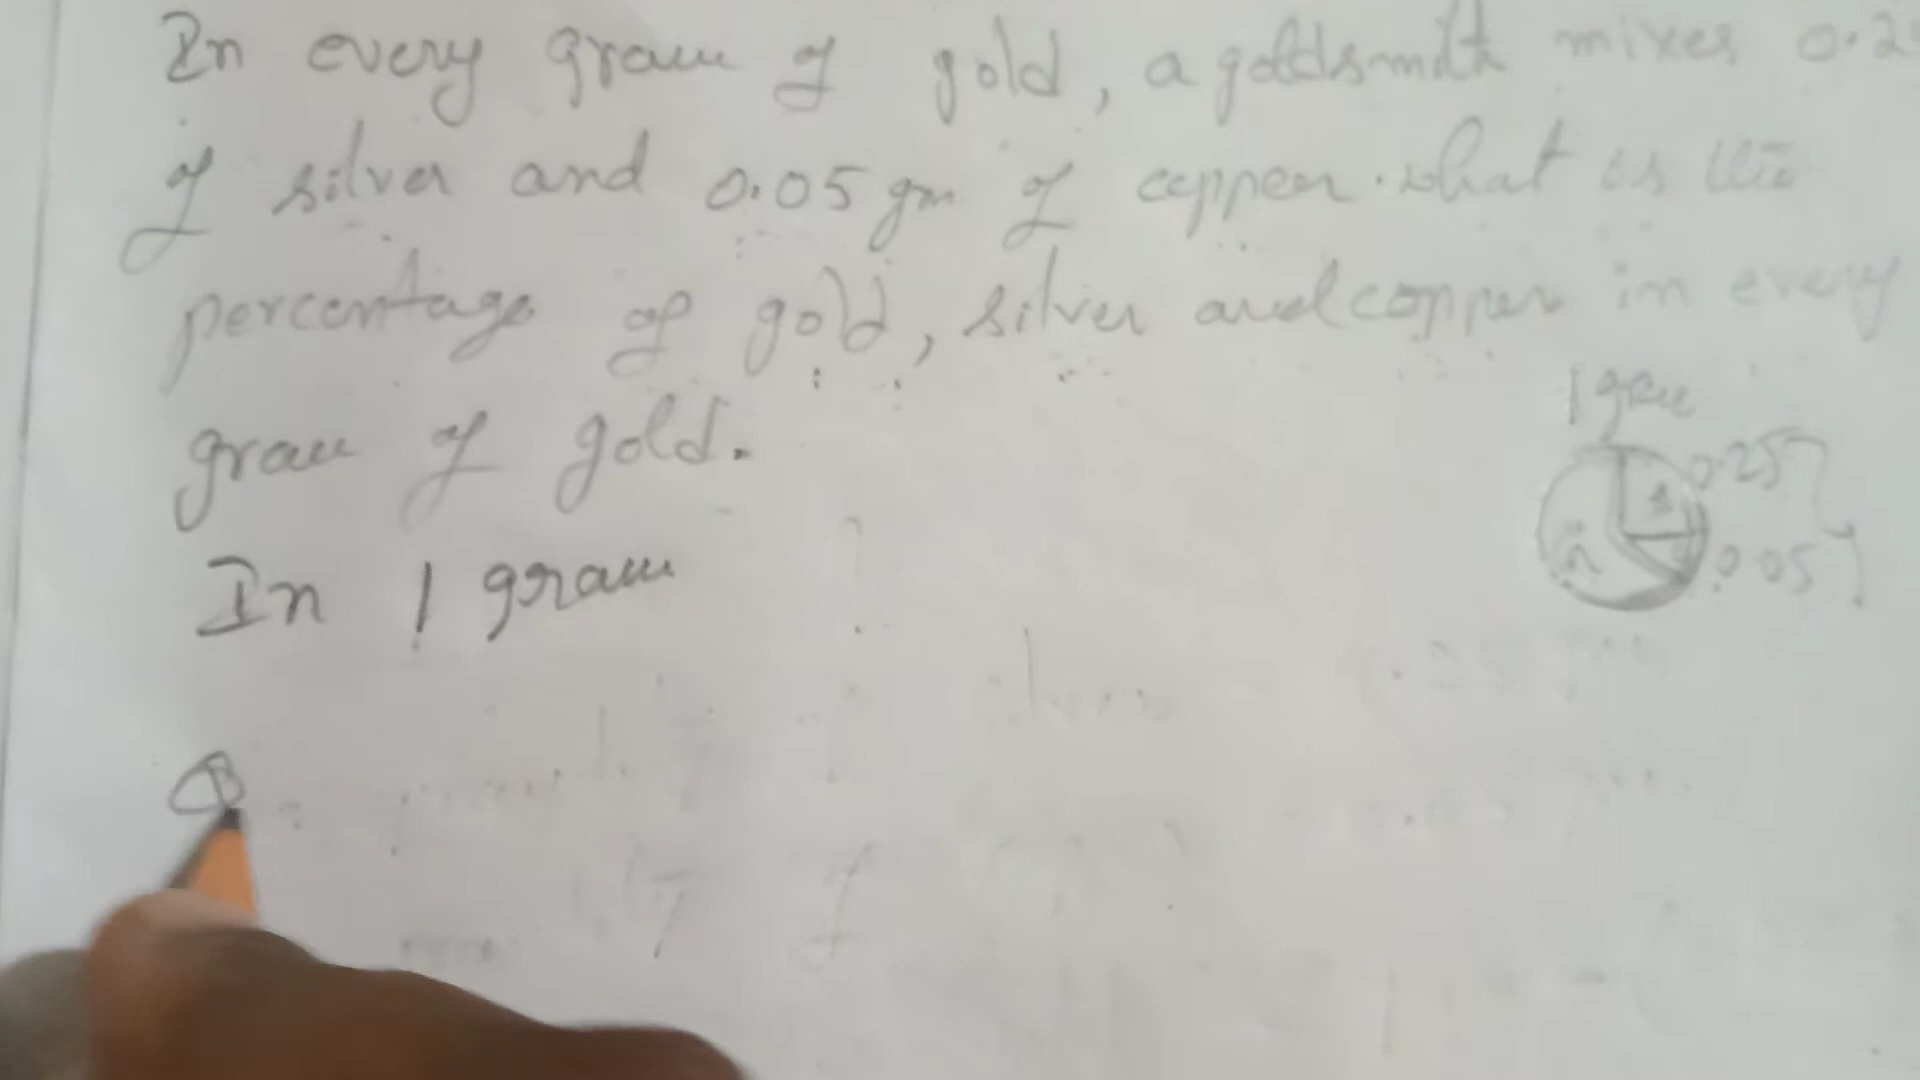 In every gram of gold, a goldsmith mixes 0.2
of silver and 0.05 gm of copper. what is the
percentage of gold, silver and copper in every
gram of gold.
1 gram
0.25
0.05
In 1 gram
Q